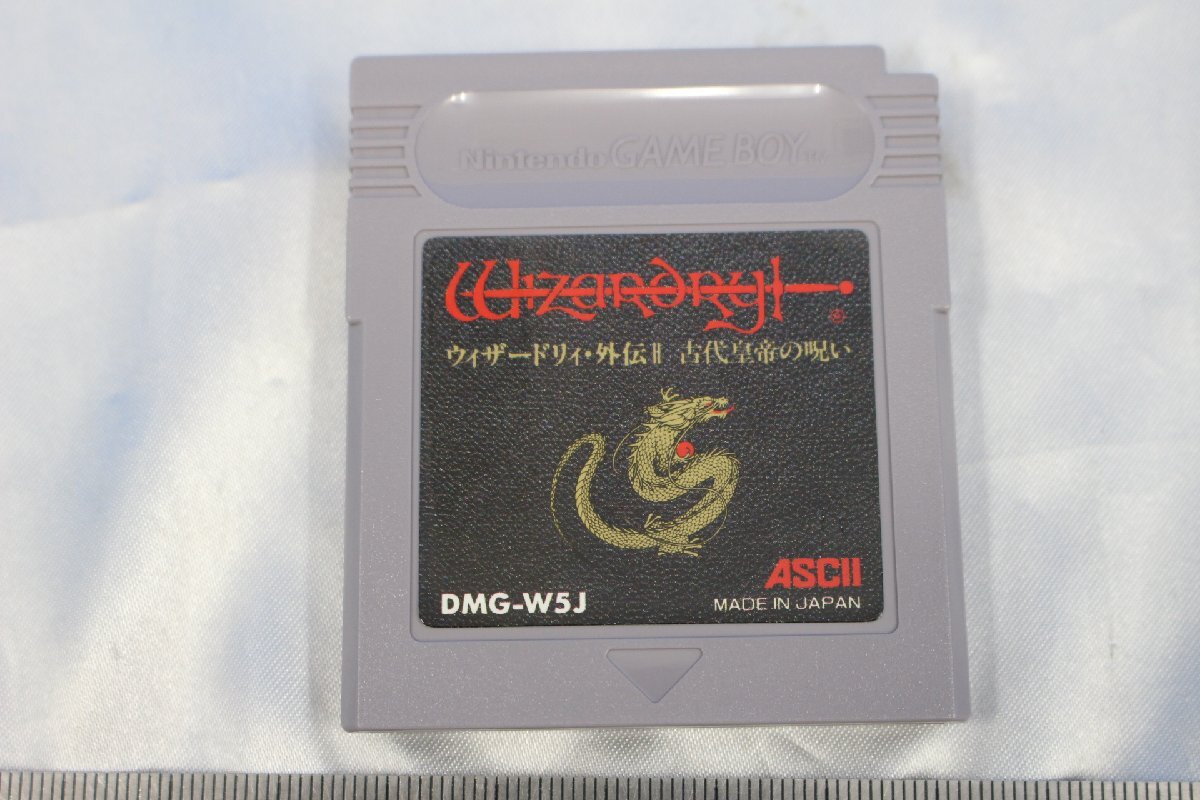 Nintendo GAME BOY TM
Wizardry
®
ウィザードリィ・外伝II 古代皇帝の呪い
ASCII
DMG-W5J
MADE IN JAPAN